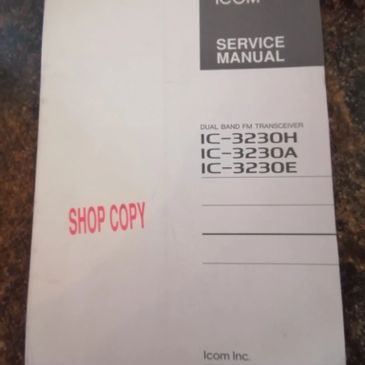 ICOM
SERVICE
MANUAL
DUAL BAND FM TRANSCEIVER
IC-3230H
IC-3230A
IC-3230E
SHOP COPY
Icom Inc.